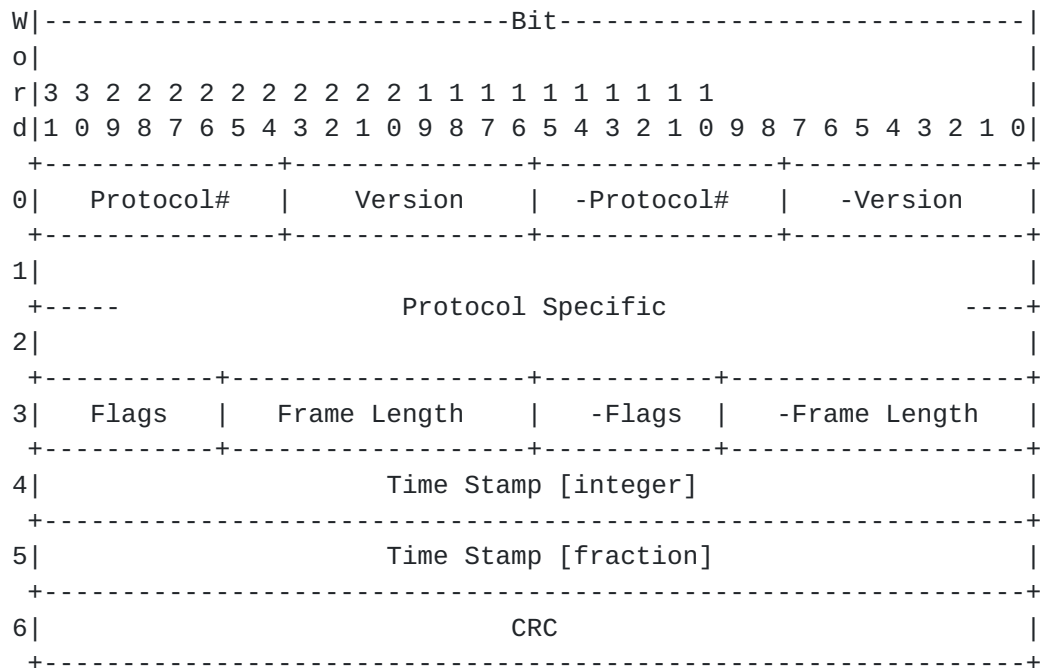 W|------------------------------Bit------------------------------|
o|                                                               |
r|3 3 2 2 2 2 2 2 2 2 2 2 1 1 1 1 1 1 1 1 1 1                    |
d|1 0 9 8 7 6 5 4 3 2 1 0 9 8 7 6 5 4 3 2 1 0 9 8 7 6 5 4 3 2 1 0|
 +---------------+---------------+---------------+---------------+
0|   Protocol#   |    Version    |  -Protocol#   |   -Version    |
 +---------------+---------------+---------------+---------------+
1|                                                               |
 +-----                  Protocol Specific                   ----+
2|                                                               |
 +-----------+-------------------+-----------+-------------------+
3|   Flags   |   Frame Length    |   -Flags  |   -Frame Length   |
 +-----------+-------------------+-----------+-------------------+
4|                      Time Stamp [integer]                     |
 +---------------------------------------------------------------+
5|                      Time Stamp [fraction]                    |
 +---------------------------------------------------------------+
6|                              CRC                              |
 +---------------------------------------------------------------+